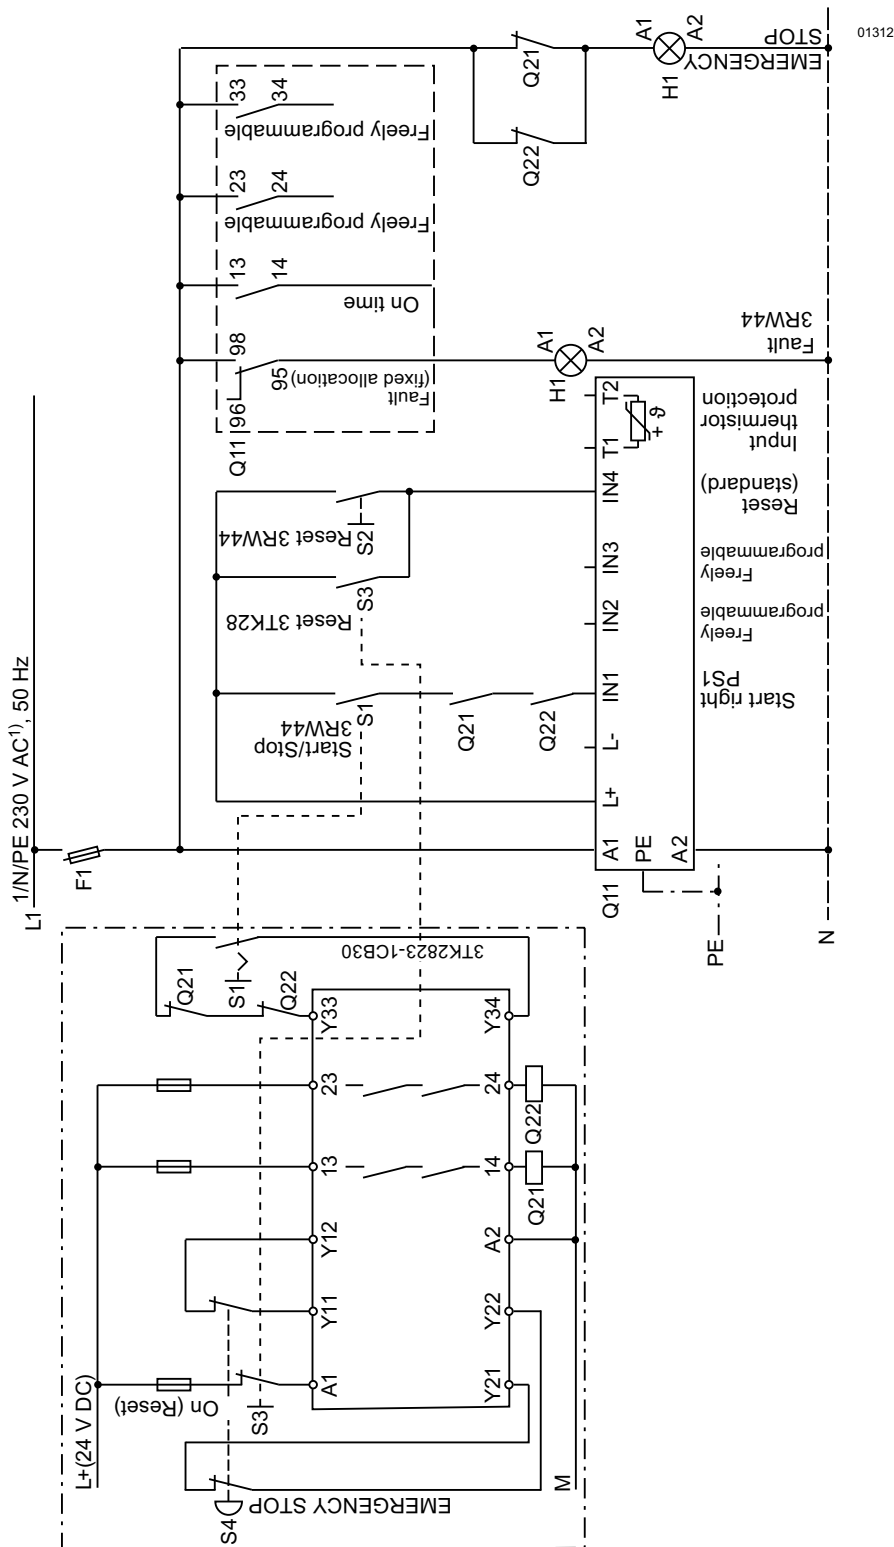 01312
1/N/PE 230 V AC1), 50 Hz
L1
F1
L+(24 V DC)
On (Reset)
S3
S4
EMERGENCY STOP
M
A1
Y11
Y12
13
23
Y33
Y21
Y22
A2
14
24
Y34
Q21
Q22
Q21
Q22
S1
3TK2823-1CB30
Start/Stop
3RW44
S1
Q21
Q22
Reset 3TK28
S3
Reset 3RW44
S2
Q11
96
98
95
Fault
(fixed allocation)
13
14
On time
23
24
Freely programmable
33
34
Freely programmable
Q11
A1
PE
A2
L+
L-
IN1
IN2
IN3
IN4
T1
T2
+ ϑ
PE
N
Start right
PS1
Freely
programmable
Freely
programmable
Reset
(standard)
Input
thermistor
protection
H1
A1
A2
Fault
3RW44
Q22
Q21
H1
A1
A2
EMERGENCY
STOP